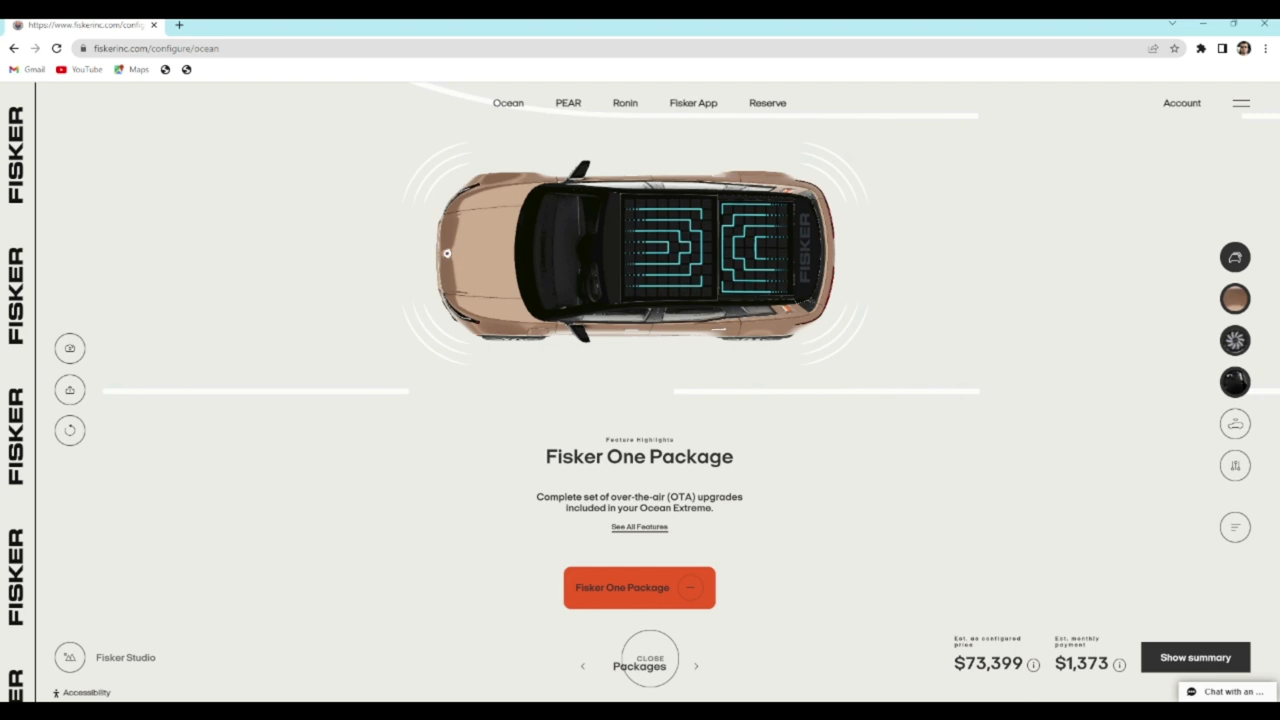 https://www.fiskerinc.com/config
fiskerinc.com/configure/ocean
Gmail YouTube Maps
FISKER
FISKER
FISKER
FISKER
ER
Ocean PEAR Ronin Fisker App Reserve Account
FISKER
Feature Highlights
Fisker One Package
Complete set of over-the-air (OTA) upgrades
included in your Ocean Extreme.
See All Features
Fisker One Package
Fisker Studio
CLOSE
Packages
Est. as configured
price
$73,399
Est. monthly
payment
$1,373
Show summary
Accessibility
Chat with an ...